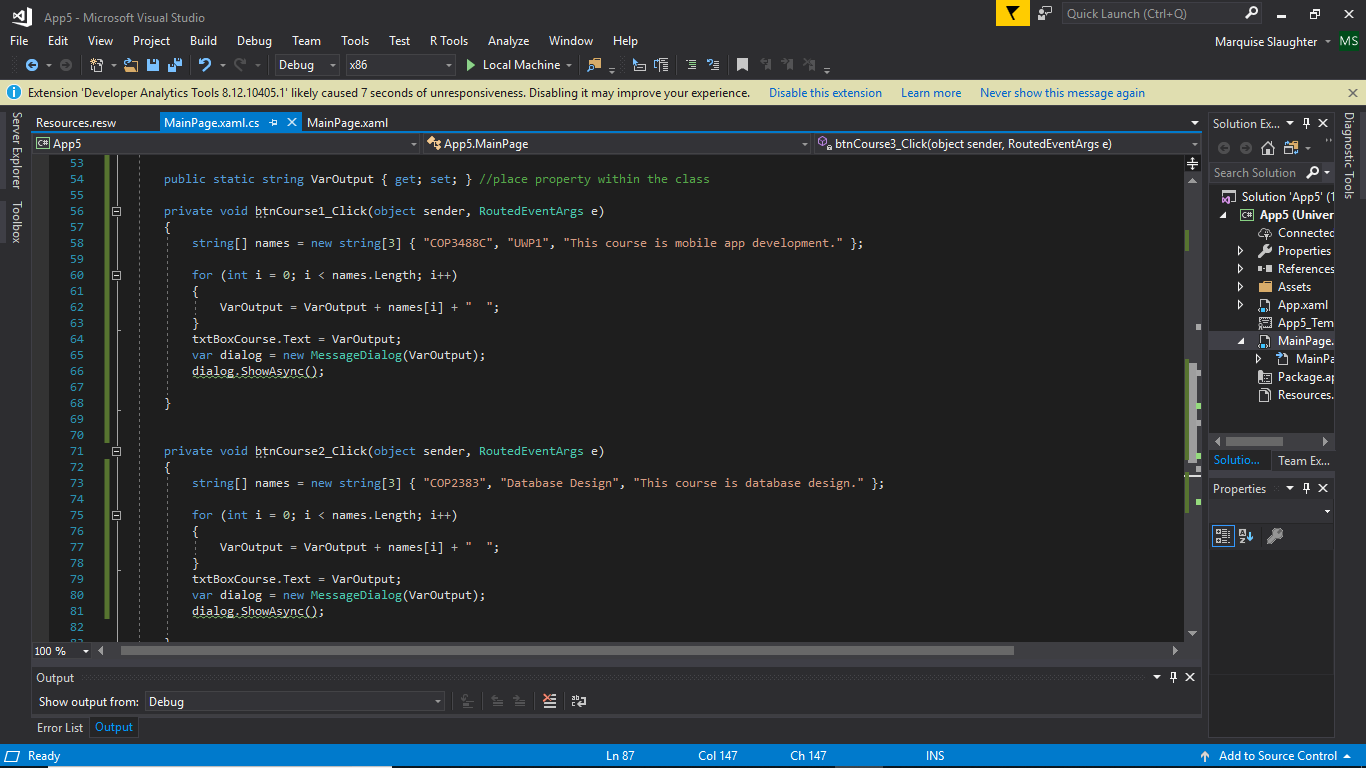 App5 - Microsoft Visual Studio
Quick Launch (Ctrl+Q)
File Edit View Project Build Debug Team Tools Test R Tools Analyze Window Help
Marquise Slaughter MS
Debug x86 Local Machine
Extension 'Developer Analytics Tools 8.12.10405.1' likely caused 7 seconds of unresponsiveness. Disabling it may improve your experience. Disable this extension Learn more Never show this message again
Server Explorer
Toolbox
Resources.resw MainPage.xaml.cs MainPage.xaml
C# App5 App5.MainPage btnCourse3_Click(object sender, RoutedEventArgs e)
53
54 public static string VarOutput { get; set; } //place property within the class
55
56 private void btnCourse1_Click(object sender, RoutedEventArgs e)
57 {
58 string[] names = new string[3] { "COP3488C", "UWP1", "This course is mobile app development." };
59
60 for (int i = 0; i < names.Length; i++)
61 {
62 VarOutput = VarOutput + names[i] + "  ";
63 }
64 txtBoxCourse.Text = VarOutput;
65 var dialog = new MessageDialog(VarOutput);
66 dialog.ShowAsync();
67
68 }
69
70
71 private void btnCourse2_Click(object sender, RoutedEventArgs e)
72 {
73 string[] names = new string[3] { "COP2383", "Database Design", "This course is database design." };
74
75 for (int i = 0; i < names.Length; i++)
76 {
77 VarOutput = VarOutput + names[i] + "  ";
78 }
79 txtBoxCourse.Text = VarOutput;
80 var dialog = new MessageDialog(VarOutput);
81 dialog.ShowAsync();
82
83 }
100 %
Solution Ex...
Search Solution
Solution 'App5' (1
C# App5 (Univer
Connected
Properties
References
Assets
App.xaml
App5_Tem
MainPage.
MainPa
Package.ap
Resources.
Solutio... Team Ex...
Properties
Diagnostic Tools
Output
Show output from: Debug
Error List Output
Ready Ln 87 Col 147 Ch 147 INS Add to Source Control